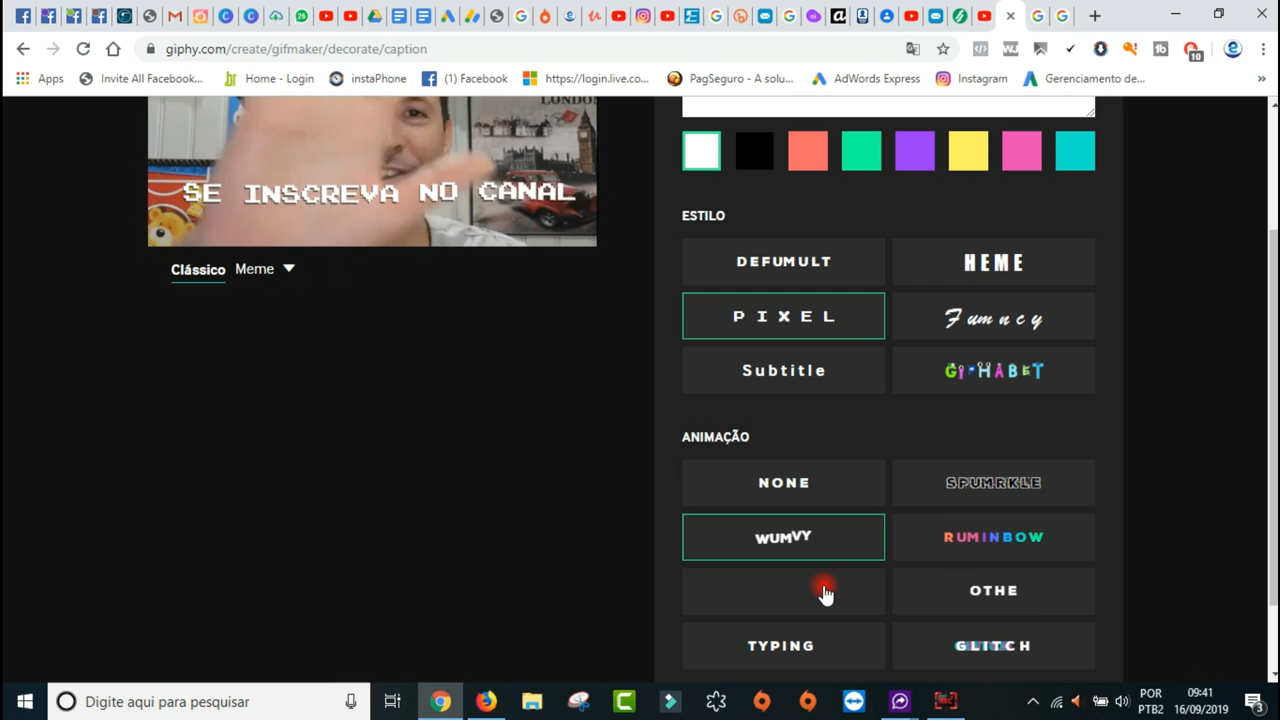 giphy.com/create/gifmaker/decorate/caption
10
Apps
Invite All Facebook...
Home - Login
instaPhone
(1) Facebook
https://login.live.co...
PagSeguro - A solu...
AdWords Express
Instagram
Gerenciamento de...
»
LONDON
SE INSCREVA NO CANAL
Clássico
Meme
ESTILO
DEFUMULT
HEME
PIXEL
Fumncy
Subtitle
GIPHABET
ANIMAÇÃO
NONE
SPUMRKLE
WUMVY
RUMINBOW
OTHE
TYPING
GLITCH
Digite aqui para pesquisar
POR
PTB2
09:41
16/09/2019
3